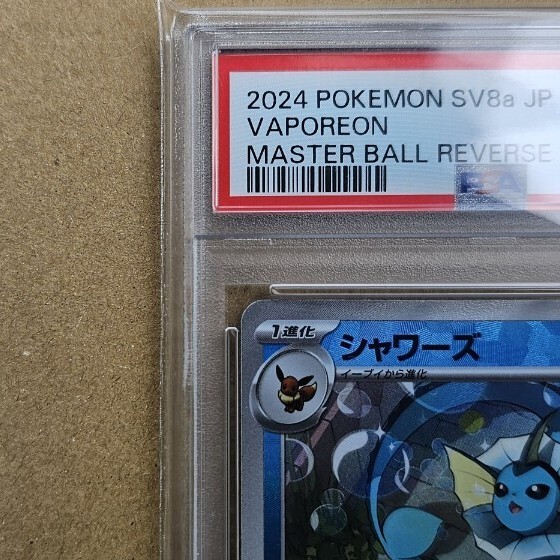 2024 POKEMON SV8a JP
VAPOREON
MASTER BALL REVERSE
PSA
1進化
シャワーズ
イーブイから進化